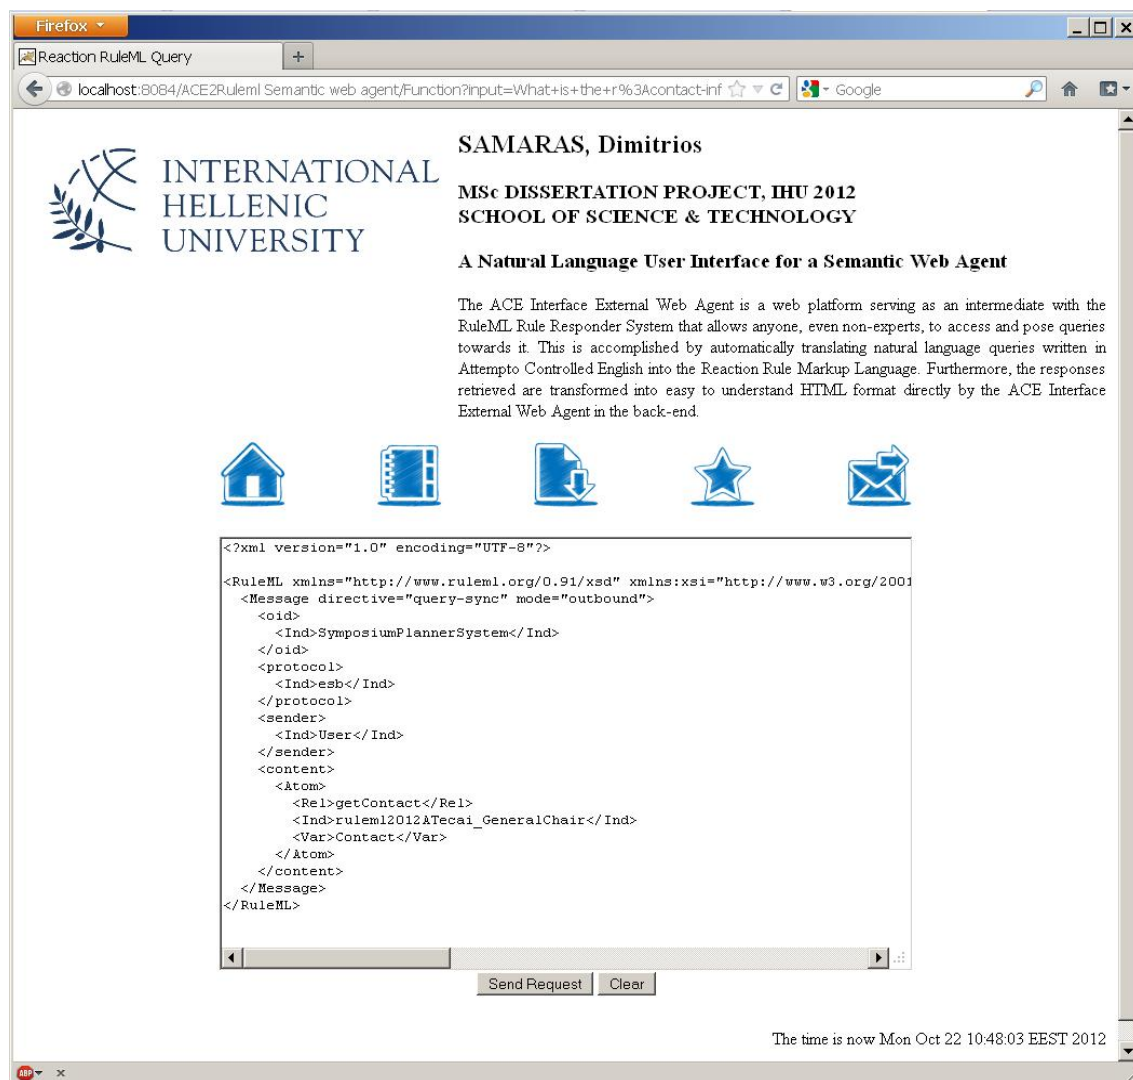 Firefox
Reaction RuleML Query
localhost:8084/ACE2Ruleml Semantic web agent/Function?input=What+is+the+r%3Acontact-inf
Google
INTERNATIONAL
HELLENIC
UNIVERSITY
SAMARAS, Dimitrios
MSc DISSERTATION PROJECT, IHU 2012
SCHOOL OF SCIENCE & TECHNOLOGY
A Natural Language User Interface for a Semantic Web Agent
The ACE Interface External Web Agent is a web platform serving as an intermediate with the
RuleML Rule Responder System that allows anyone, even non-experts, to access and pose queries
towards it. This is accomplished by automatically translating natural language queries written in
Attempto Controlled English into the Reaction Rule Markup Language. Furthermore, the responses
retrieved are transformed into easy to understand HTML format directly by the ACE Interface
External Web Agent in the back-end.
<?xml version="1.0" encoding="UTF-8"?>
<RuleML xmlns="http://www.ruleml.org/0.91/xsd" xmlns:xsi="http://www.w3.org/2001
<Message directive="query-sync" mode="outbound">
<oid>
<Ind>SymposiumPlannerSystem</Ind>
</oid>
<protocol>
<Ind>esb</Ind>
</protocol>
<sender>
<Ind>User</Ind>
</sender>
<content>
<Atom>
<Rel>getContact</Rel>
<Ind>ruleml2012ATecai_GeneralChair</Ind>
<Var>Contact</Var>
</Atom>
</content>
</Message>
</RuleML>
Send Request Clear
The time is now Mon Oct 22 10:48:03 EEST 2012
ABP